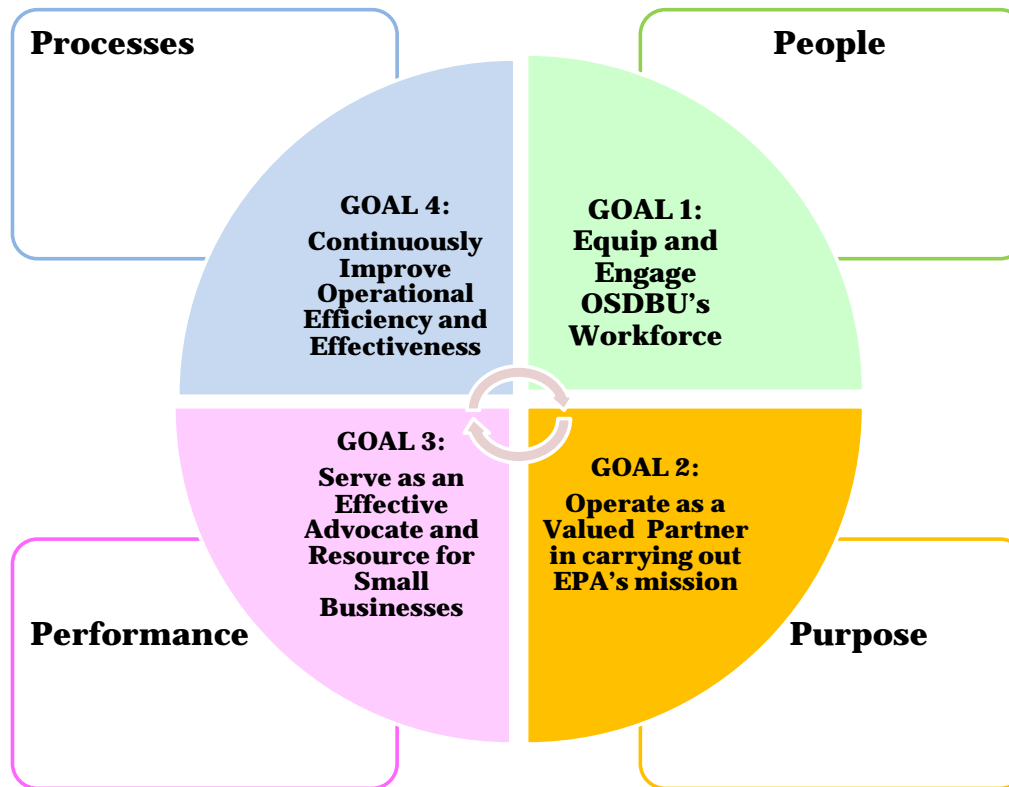 Processes
People
GOAL 4:
Continuously
Improve
Operational
Efficiency and
Effectiveness
GOAL 1:
Equip and
Engage
OSDBU’s
Workforce
GOAL 3:
Serve as an
Effective
Advocate and
Resource for
Small
Businesses
GOAL 2:
Operate as a
Valued Partner
in carrying out
EPA’s mission
Performance
Purpose